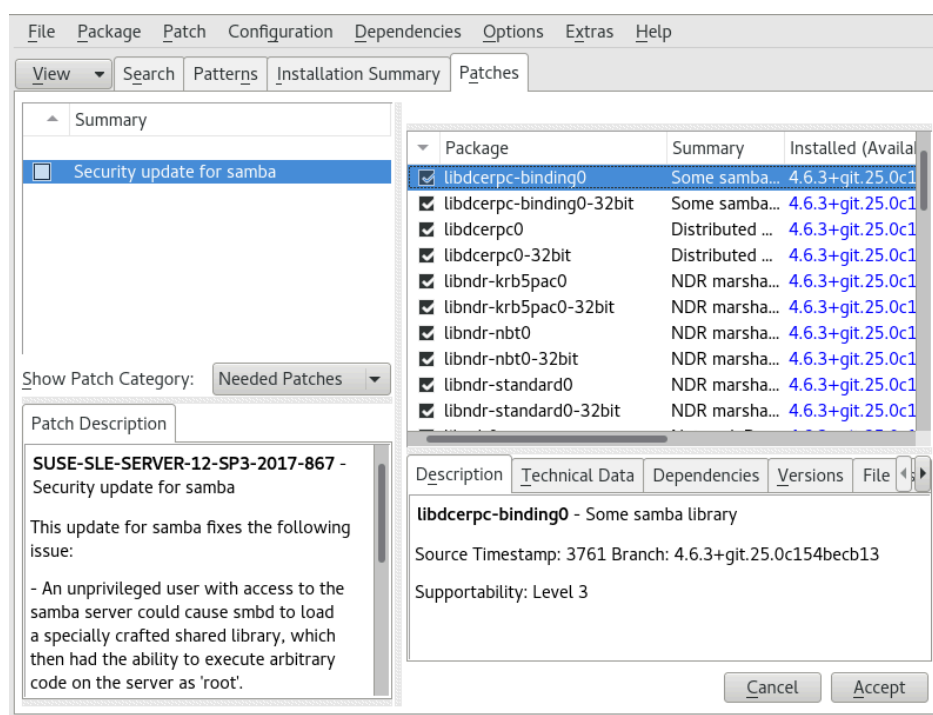 File Package Patch Configuration Dependencies Options Extras Help
View Search Patterns Installation Summary Patches
Summary
Security update for samba
Show Patch Category: Needed Patches
Patch Description
SUSE-SLE-SERVER-12-SP3-2017-867 -
Security update for samba
This update for samba fixes the following
issue:
- An unprivileged user with access to the
samba server could cause smbd to load
a specially crafted shared library, which
then had the ability to execute arbitrary
code on the server as 'root'.
Package Summary Installed (Availal
libdcerpc-binding0 Some samba... 4.6.3+git.25.0c1
libdcerpc-binding0-32bit Some samba... 4.6.3+git.25.0c1
libdcerpc0 Distributed ... 4.6.3+git.25.0c1
libdcerpc0-32bit Distributed ... 4.6.3+git.25.0c1
libndr-krb5pac0 NDR marsha... 4.6.3+git.25.0c1
libndr-krb5pac0-32bit NDR marsha... 4.6.3+git.25.0c1
libndr-nbt0 NDR marsha... 4.6.3+git.25.0c1
libndr-nbt0-32bit NDR marsha... 4.6.3+git.25.0c1
libndr-standard0 NDR marsha... 4.6.3+git.25.0c1
libndr-standard0-32bit NDR marsha... 4.6.3+git.25.0c1
Description Technical Data Dependencies Versions File
libdcerpc-binding0 - Some samba library
Source Timestamp: 3761 Branch: 4.6.3+git.25.0c154becb13
Supportability: Level 3
Cancel Accept